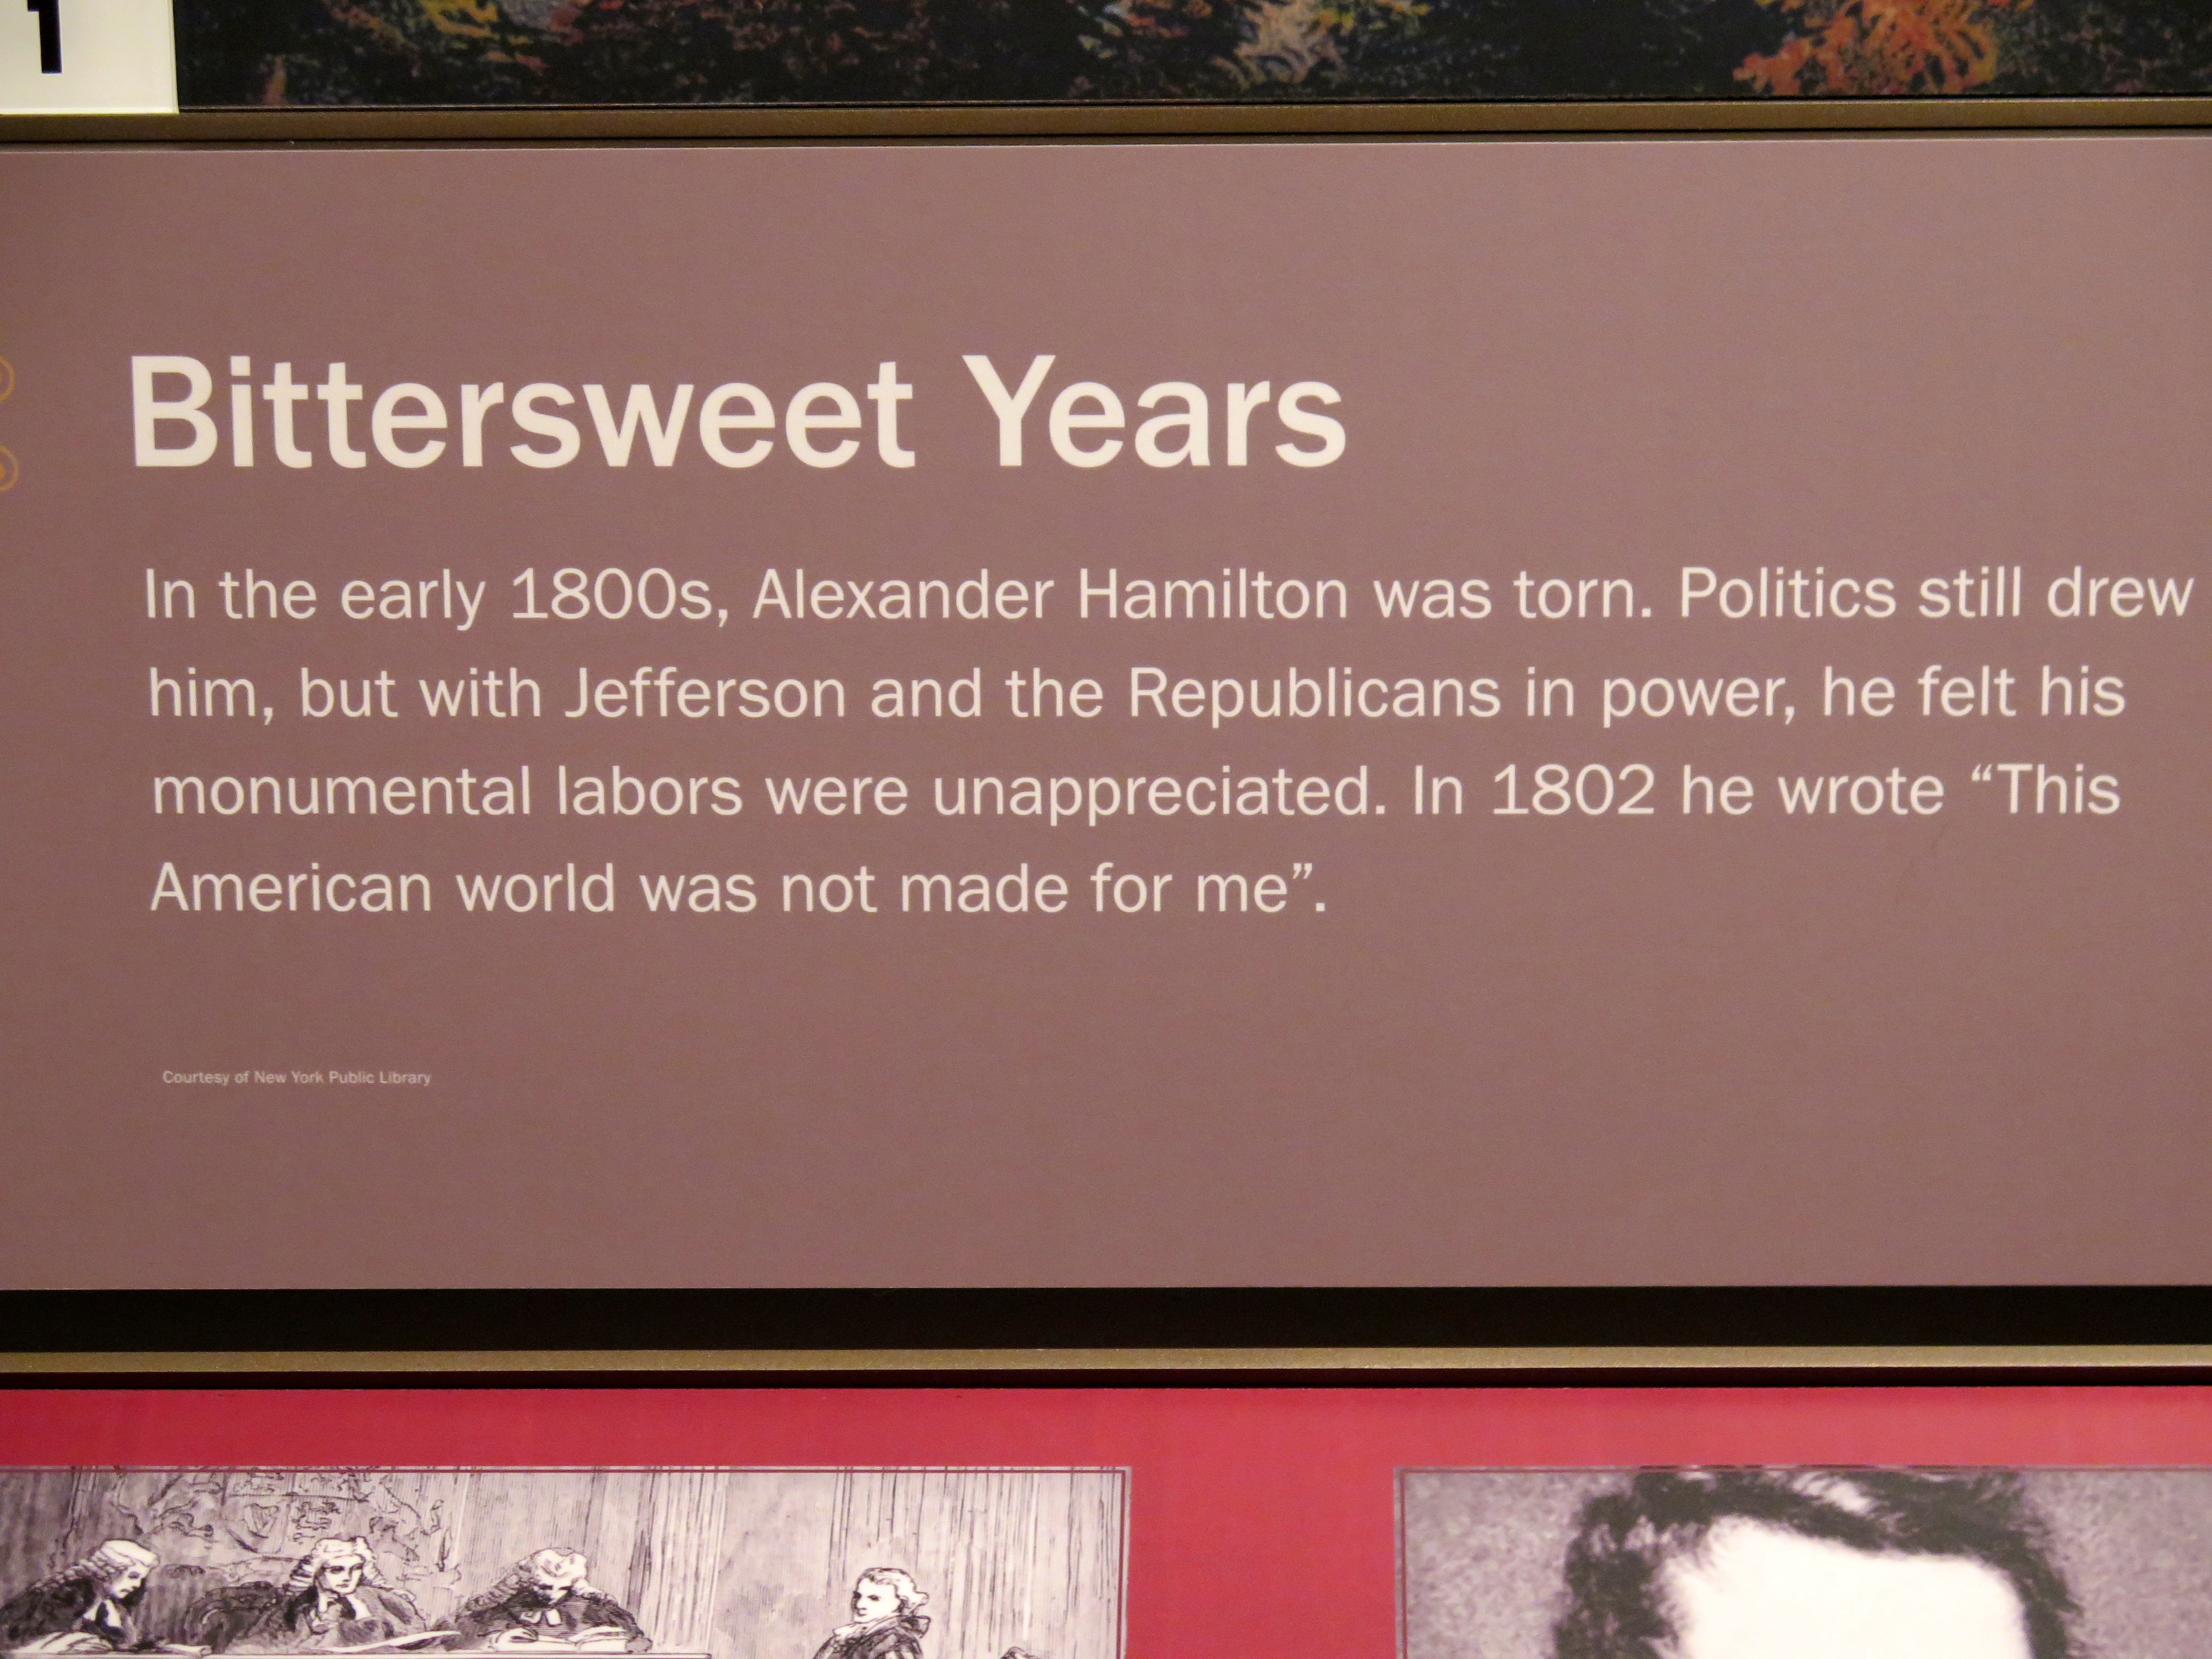 1
Bittersweet Years
In the early 1800s, Alexander Hamilton was torn. Politics still drew
him, but with Jefferson and the Republicans in power, he felt his
monumental labors were unappreciated. In 1802 he wrote “This
American world was not made for me”.
Courtesy of New York Public Library